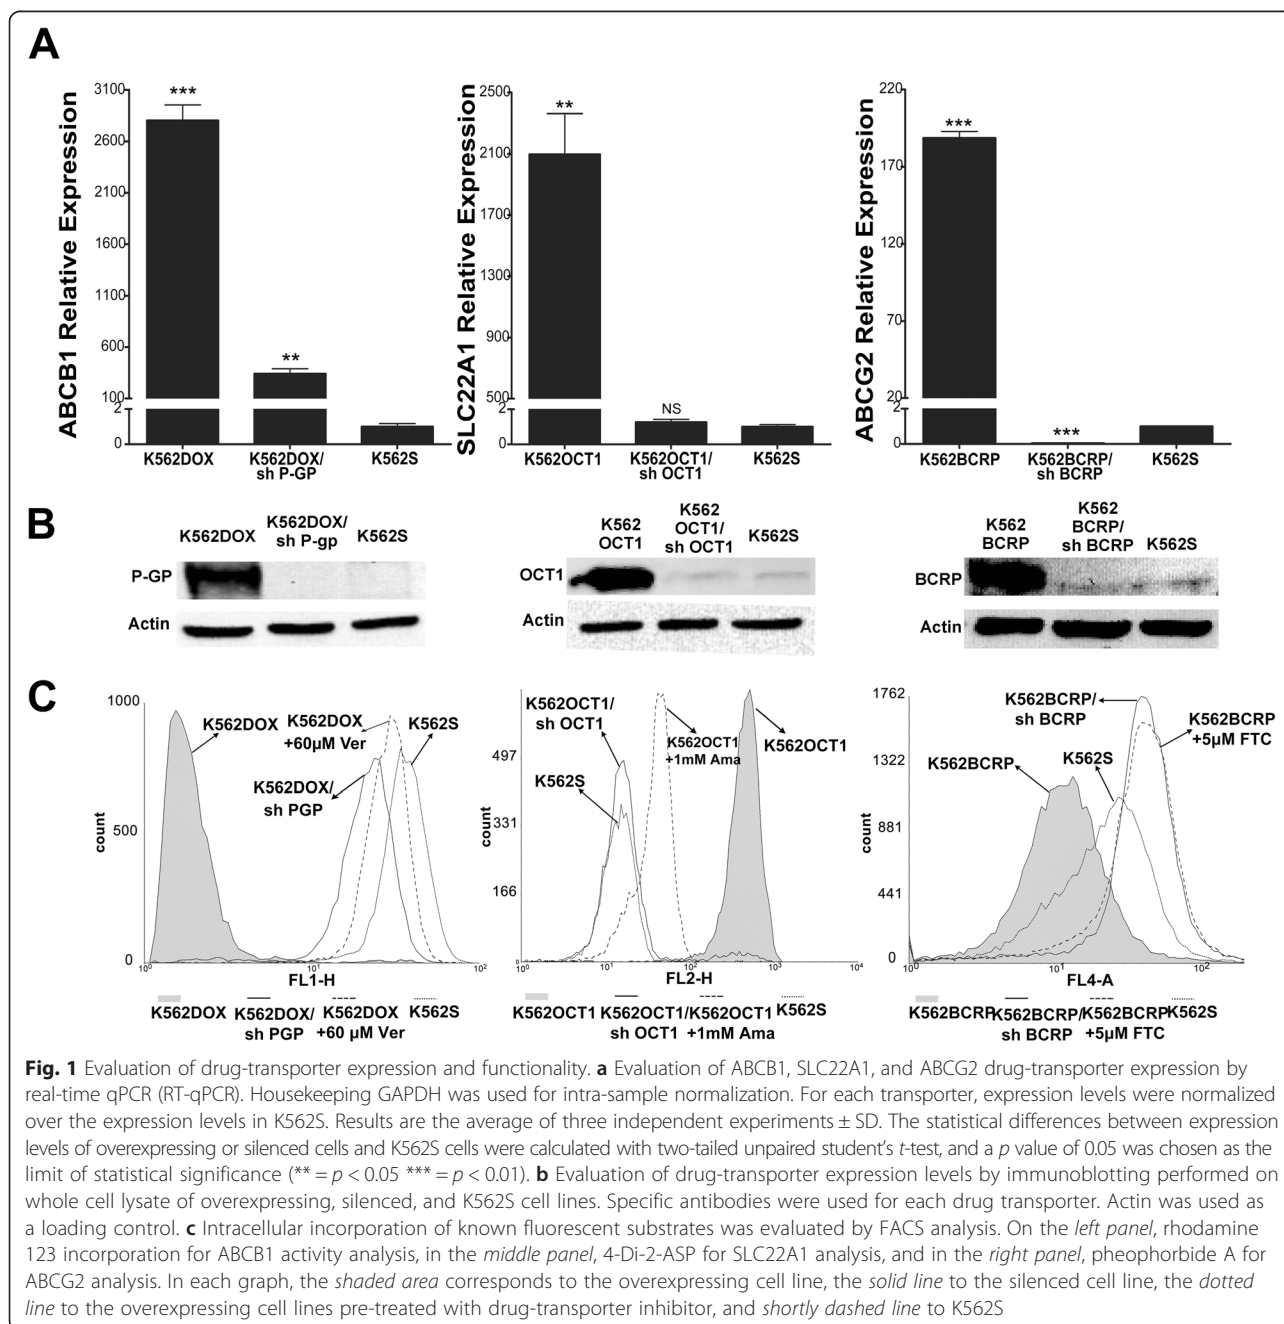 A
ABCB1 Relative Expression
3100
2600
2100
1600
1100
600
100
2
0
***
**
K562DOX
K562DOX/
sh P-GP
K562S
SLC22A1 Relative Expression
2500
2100
1700
1300
900
500
2
0
**
NS
K562OCT1
K562OCT1/
sh OCT1
K562S
ABCG2 Relative Expression
220
170
120
70
20
2
0
***
***
K562BCRP
K562BCRP/
sh BCRP
K562S
B
K562DOX
K562DOX/
sh P-gp
K562S
P-GP
Actin
K562
OCT1
K562
OCT1/
sh OCT1
K562S
OCT1
Actin
K562
BCRP
K562
BCRP/
sh BCRP
K562S
BCRP
Actin
C
1000
500
0
count
K562DOX
K562DOX
+60µM Ver
K562S
K562DOX/
sh PGP
10⁰
10¹
10²
FL1-H
K562DOX
K562DOX/
sh PGP
K562DOX
+60 µM Ver
K562S
497
331
166
0
count
K562OCT1/
sh OCT1
K562S
K562OCT1
+1mM Ama
K562OCT1
10⁰
10¹
10²
10³
10⁴
FL2-H
K562OCT1
K562OCT1/
sh OCT1
K562OCT1
+1mM Ama
K562S
1762
1322
881
441
0
count
K562BCRP/
sh BCRP
K562BCRP
+5µM FTC
K562BCRP
K562S
10⁰
10¹
10²
FL4-A
K562BCRP
K562BCRP/
sh BCRP
K562BCRP
+5µM FTC
K562S
Fig. 1 Evaluation of drug-transporter expression and functionality. a Evaluation of ABCB1, SLC22A1, and ABCG2 drug-transporter expression by
real-time qPCR (RT-qPCR). Housekeeping GAPDH was used for intra-sample normalization. For each transporter, expression levels were normalized
over the expression levels in K562S. Results are the average of three independent experiments ± SD. The statistical differences between expression
levels of overexpressing or silenced cells and K562S cells were calculated with two-tailed unpaired student's t-test, and a p value of 0.05 was chosen as the
limit of statistical significance (** = p < 0.05 *** = p < 0.01). b Evaluation of drug-transporter expression levels by immunoblotting performed on
whole cell lysate of overexpressing, silenced, and K562S cell lines. Specific antibodies were used for each drug transporter. Actin was used as
a loading control. c Intracellular incorporation of known fluorescent substrates was evaluated by FACS analysis. On the left panel, rhodamine
123 incorporation for ABCB1 activity analysis, in the middle panel, 4-Di-2-ASP for SLC22A1 analysis, and in the right panel, pheophorbide A for
ABCG2 analysis. In each graph, the shaded area corresponds to the overexpressing cell line, the solid line to the silenced cell line, the dotted
line to the overexpressing cell lines pre-treated with drug-transporter inhibitor, and shortly dashed line to K562S